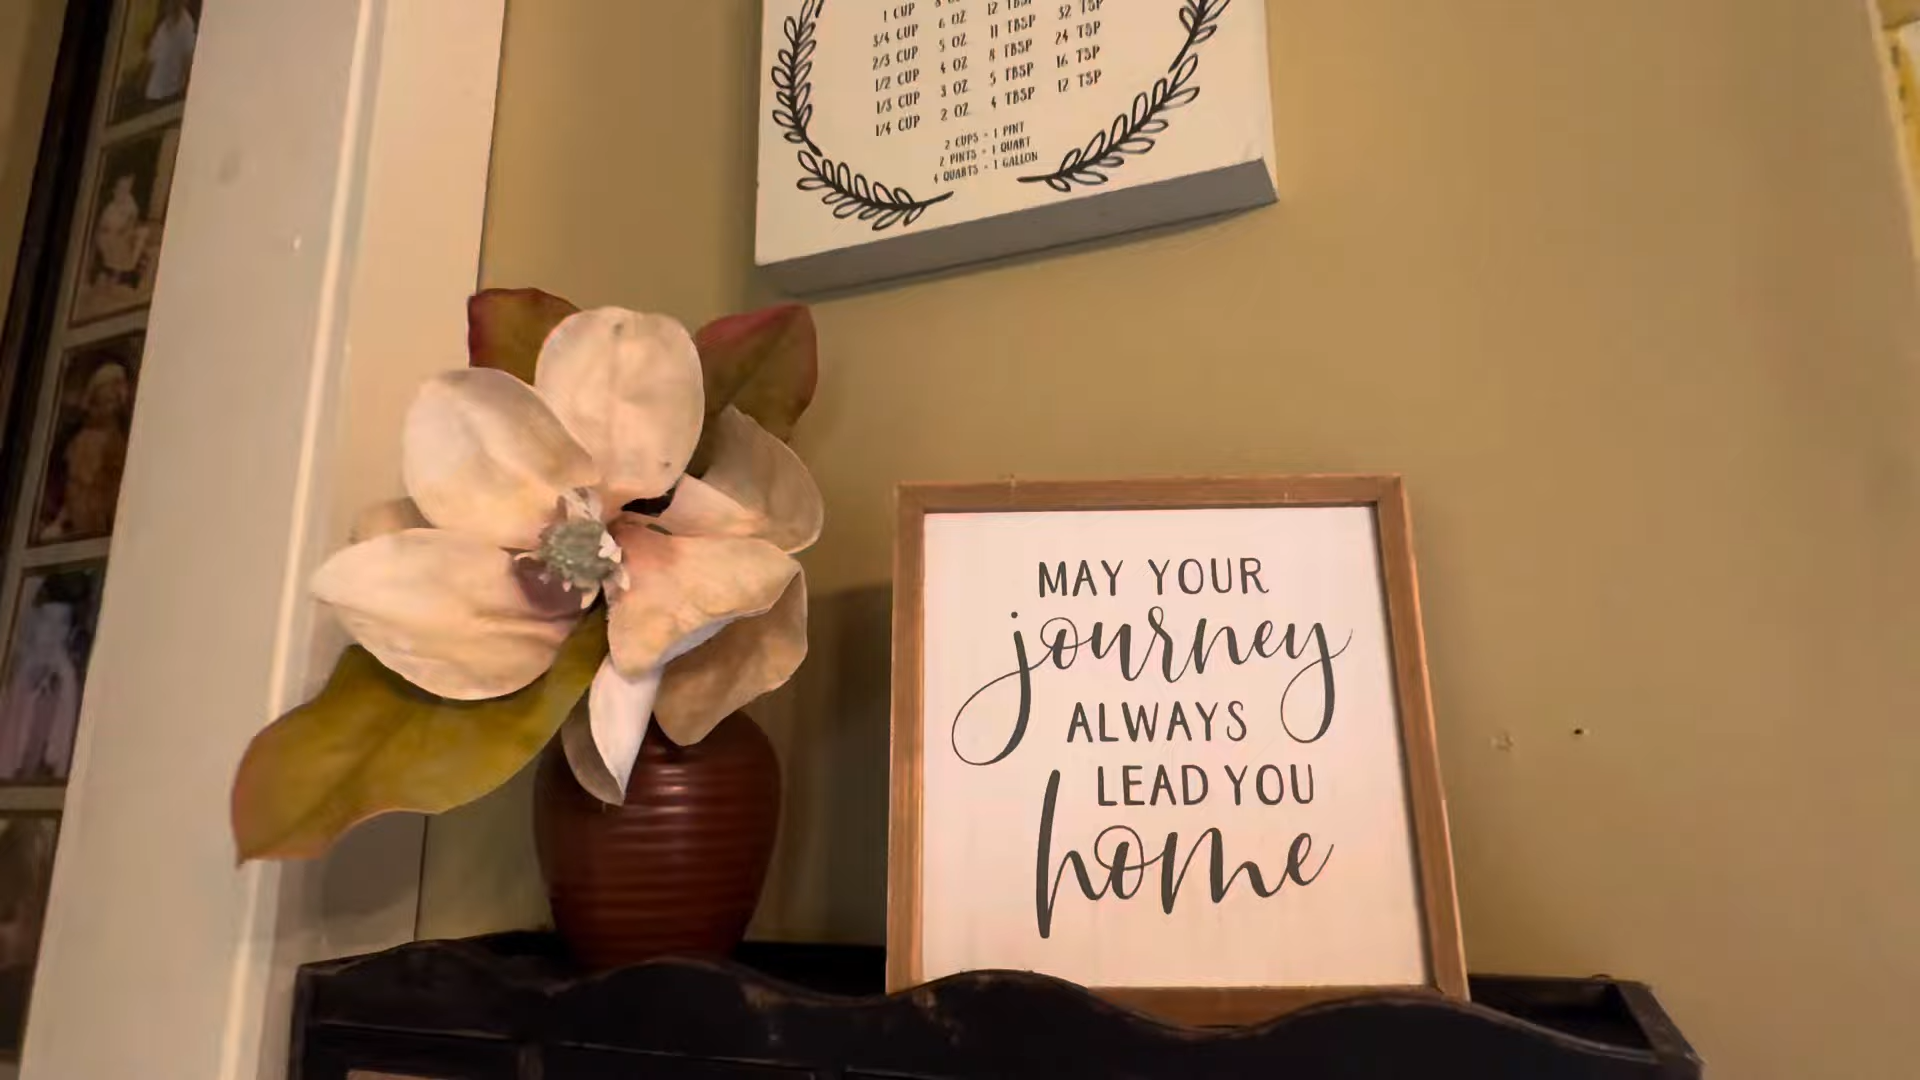 1 CUP 12 TBSP
3/4 CUP 6 OZ 12 TBSP 32 TSP
2/3 CUP 5 OZ 11 TBSP 24 TSP
1/2 CUP 4 OZ 8 TBSP 16 TSP
1/3 CUP 3 OZ 5 TBSP 12 TSP
1/4 CUP 2 OZ 4 TBSP
2 CUPS - 1 PINT
2 PINTS - 1 QUART
4 QUARTS - 1 GALLON
MAY YOUR
journey
ALWAYS
LEAD YOU
home